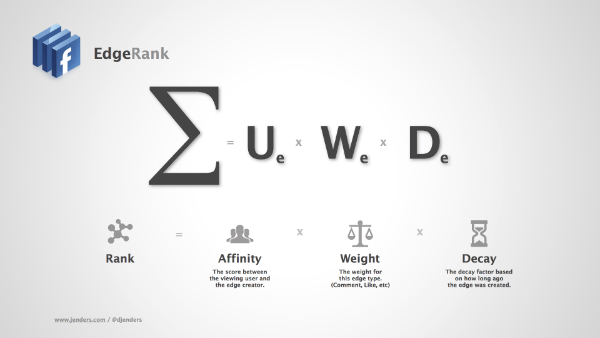 EdgeRank
Σ = Ue x We x De
Rank = Affinity x Weight x Decay
The score between
the viewing user and
the edge creator.
The weight for
this edge type.
(Comment, Like, etc)
The decay factor based
on how long ago
the edge was created.
www.jenders.com / @djenders